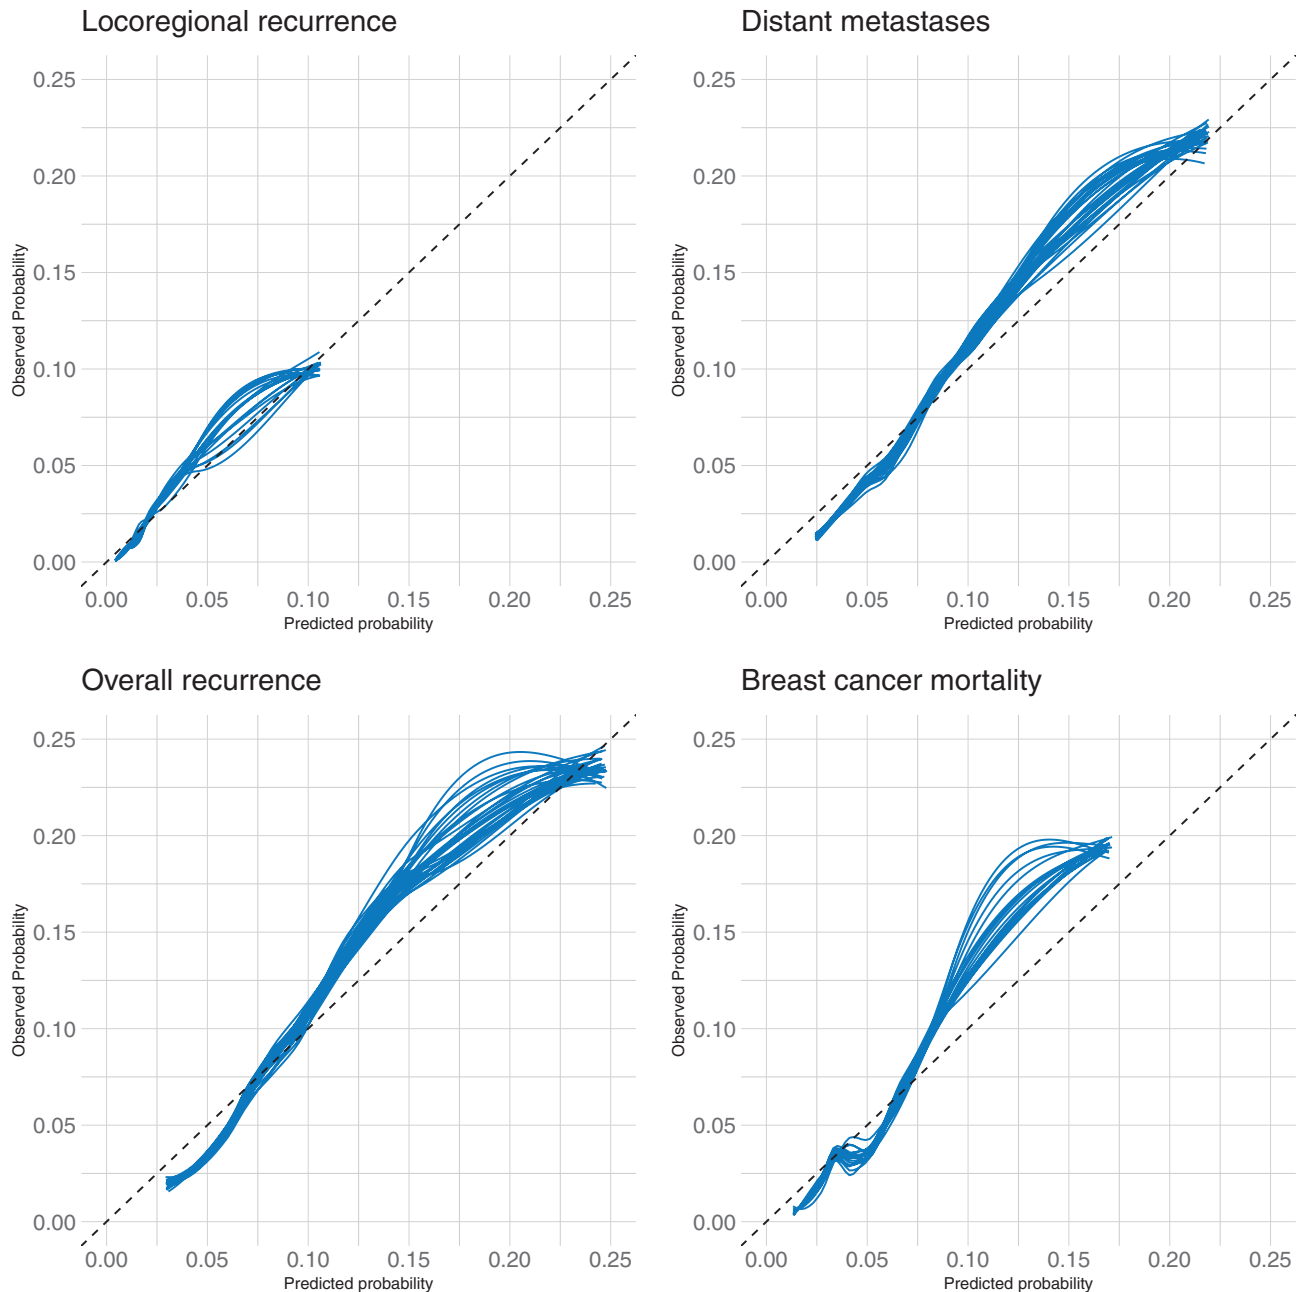 Locoregional recurrence
0.25
0.20
0.15
0.10
0.05
0.00
Observed Probability
0.00 0.05 0.10 0.15 0.20 0.25
Predicted probability
Distant metastases
0.25
0.20
0.15
0.10
0.05
0.00
Observed Probability
0.00 0.05 0.10 0.15 0.20 0.25
Predicted probability
Overall recurrence
0.25
0.20
0.15
0.10
0.05
0.00
Observed Probability
0.00 0.05 0.10 0.15 0.20 0.25
Predicted probability
Breast cancer mortality
0.25
0.20
0.15
0.10
0.05
0.00
Observed Probability
0.00 0.05 0.10 0.15 0.20 0.25
Predicted probability